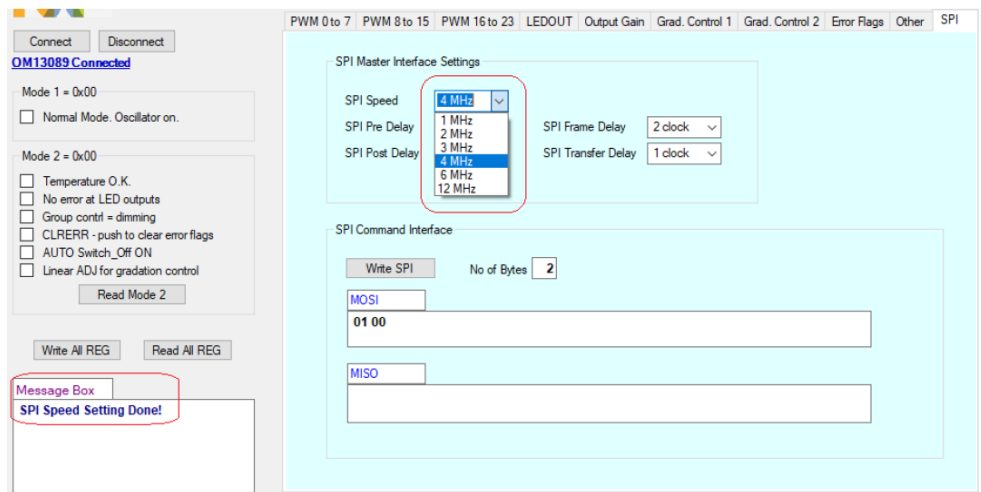 PWM 0 to 7 PWM 8 to 15 PWM 16 to 23 LEDOUT Output Gain Grad. Control 1 Grad. Control 2 Error Flags Other SPI
Connect Disconnect
OM13089 Connected
Mode 1 = 0x00
Normal Mode. Oscillator on.
Mode 2 = 0x00
Temperature O.K.
No error at LED outputs
Group contrl = dimming
CLRERR - push to clear error flags
AUTO Switch_Off ON
Linear ADJ for gradation control
Read Mode 2
Write All REG Read All REG
Message Box
SPI Speed Setting Done!
SPI Master Interface Settings
SPI Speed 4 MHz
1 MHz
2 MHz
3 MHz
4 MHz
6 MHz
12 MHz
SPI Pre Delay SPI Frame Delay 2 clock
SPI Post Delay SPI Transfer Delay 1 clock
SPI Command Interface
Write SPI No of Bytes 2
MOSI
01 00
MISO